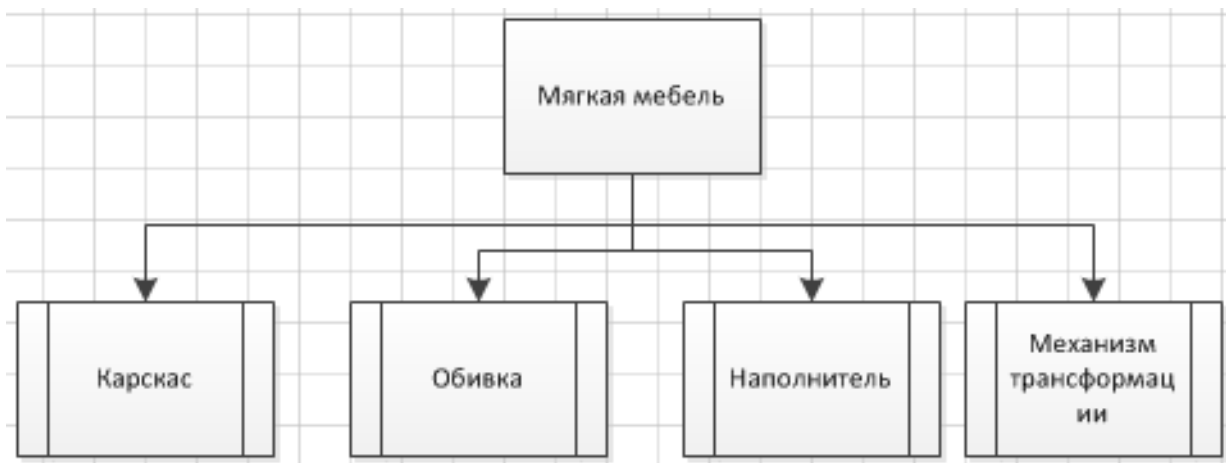 Мягкая мебель
Карскас
Обивка
Наполнитель
Механизм
трансформац
ии